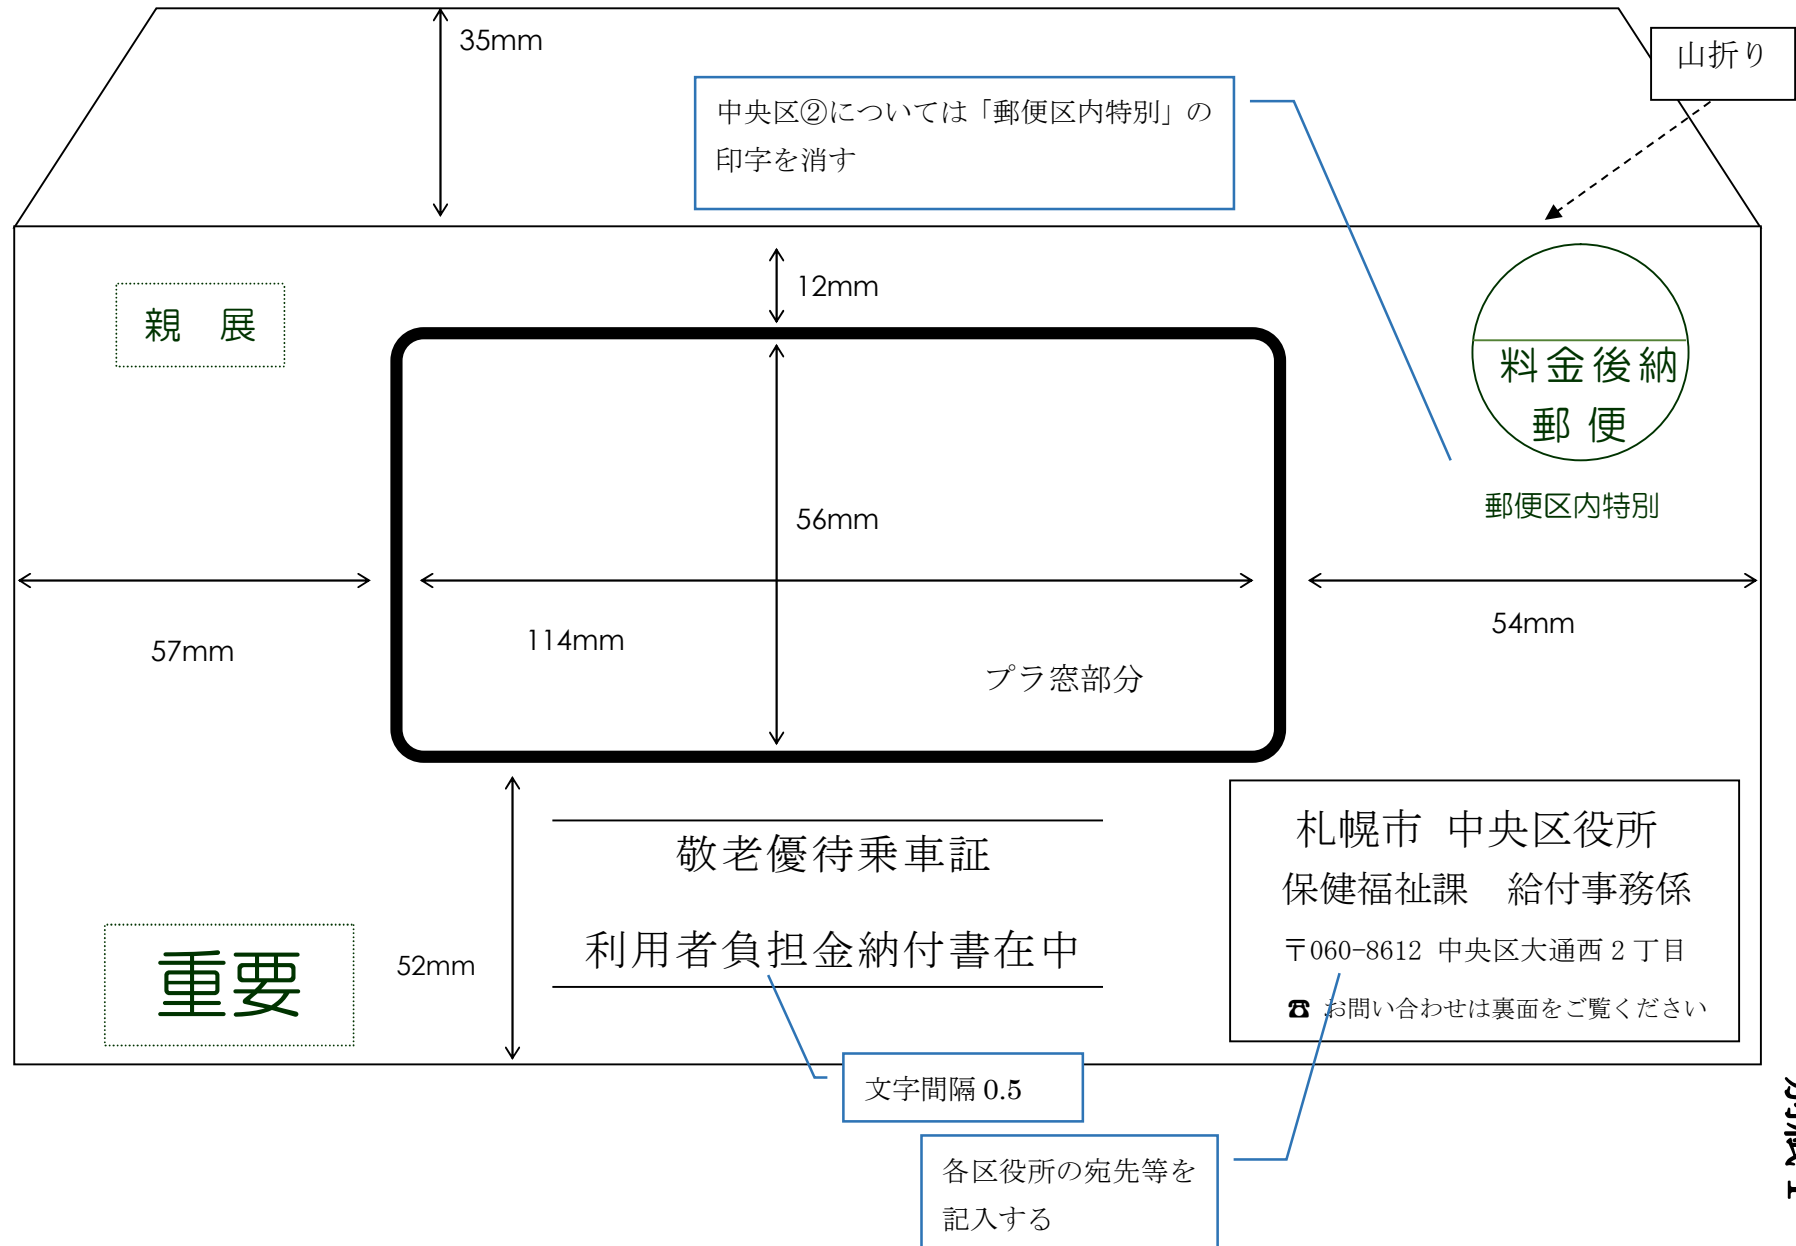 35mm
山折り
中央区②については「郵便区内特別」の
印字を消す
12mm
親　展
料金後納
郵便
56mm
郵便区内特別
57mm
114mm
54mm
プラ窓部分
敬老優待乗車証
利用者負担金納付書在中
52mm
重要
札幌市 中央区役所
保健福祉課　給付事務係
〒060-8612 中央区大通西２丁目
☎ お問い合わせは裏面をご覧ください
文字間隔 0.5
各区役所の宛先等を
記入する